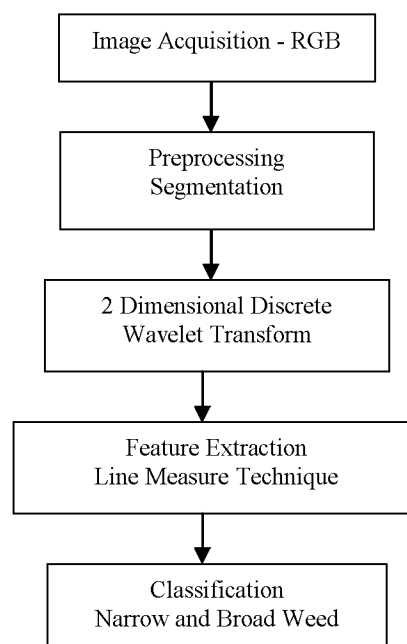 Image Acquisition - RGB
Preprocessing
Segmentation
2 Dimensional Discrete
Wavelet Transform
Feature Extraction
Line Measure Technique
Classification
Narrow and Broad Weed